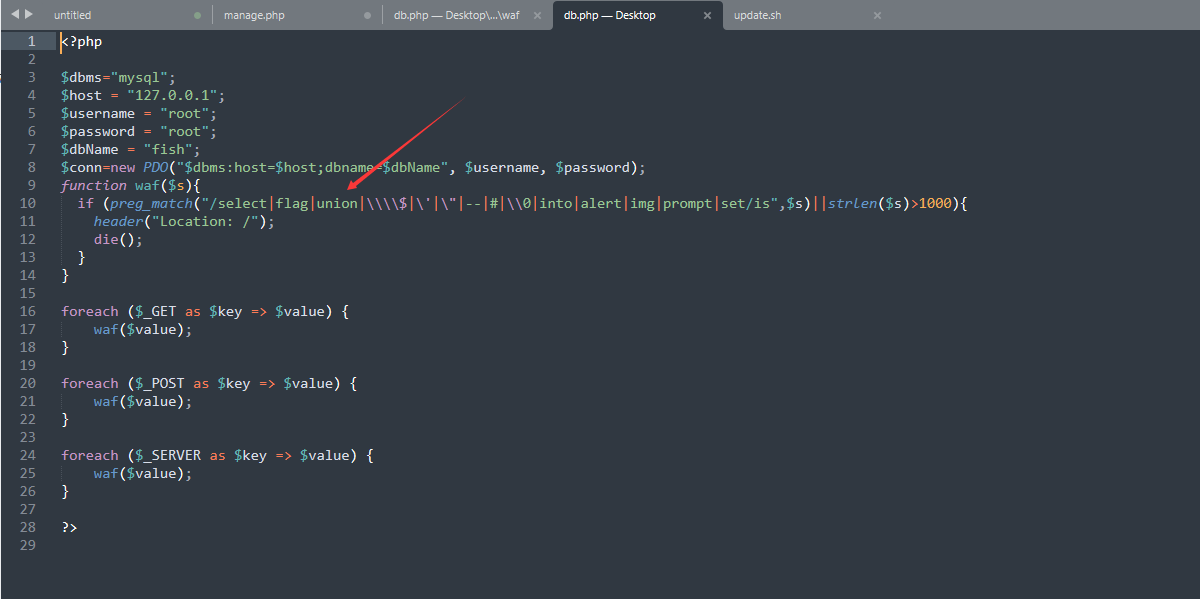 untitled manage.php db.php — Desktop\...\waf db.php — Desktop update.sh
1 <?php
2
3 $dbms="mysql";
4 $host = "127.0.0.1";
5 $username = "root";
6 $password = "root";
7 $dbName = "fish";
8 $conn=new PDO("$dbms:host=$host;dbname=$dbName", $username, $password);
9 function waf($s){
10 if (preg_match("/select|flag|union|\\\\$|\'|\"|--|#|\\0|into|alert|img|prompt|set/is",$s)||strlen($s)>1000){
11 header("Location: /");
12 die();
13 }
14 }
15
16 foreach ($_GET as $key => $value) {
17 waf($value);
18 }
19
20 foreach ($_POST as $key => $value) {
21 waf($value);
22 }
23
24 foreach ($_SERVER as $key => $value) {
25 waf($value);
26 }
27
28 ?>
29